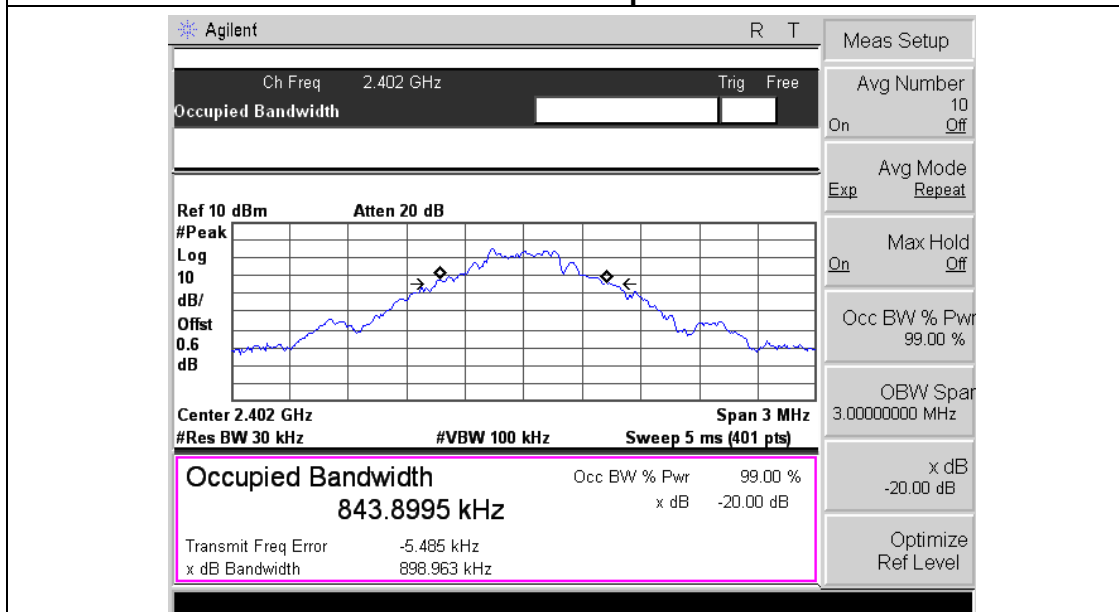 Agilent R T
Meas Setup
Ch Freq 2.402 GHz Trig Free
Occupied Bandwidth
Avg Number
10
On Off
Avg Mode
Exp Repeat
Max Hold
On Off
Occ BW % Pwr
99.00 %
OBW Span
3.00000000 MHz
x dB
-20.00 dB
Optimize
Ref Level
Ref 10 dBm Atten 20 dB
#Peak
Log
10
dB/
Offst
0.6
dB
Center 2.402 GHz Span 3 MHz
#Res BW 30 kHz #VBW 100 kHz Sweep 5 ms (401 pts)
Occupied Bandwidth Occ BW % Pwr 99.00 %
843.8995 kHz x dB -20.00 dB
Transmit Freq Error -5.485 kHz
x dB Bandwidth 898.963 kHz